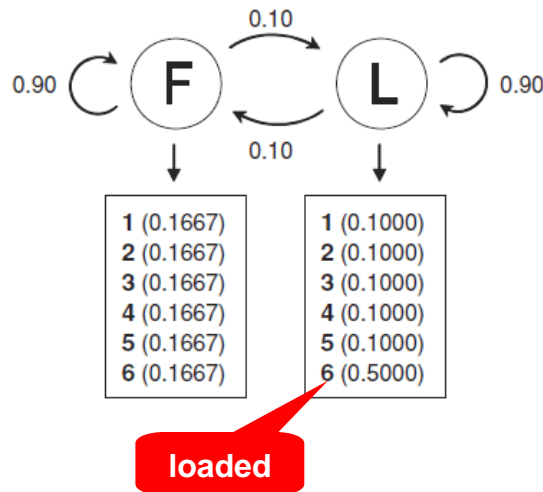 0.10
0.90 F L 0.90
0.10
1 (0.1667) 1 (0.1000)
2 (0.1667) 2 (0.1000)
3 (0.1667) 3 (0.1000)
4 (0.1667) 4 (0.1000)
5 (0.1667) 5 (0.1000)
6 (0.1667) 6 (0.5000)
loaded